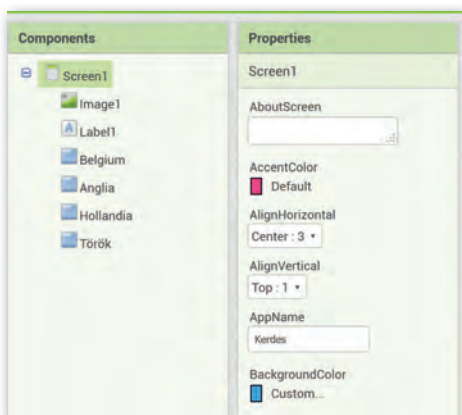 Components
Screen1
Image1
A Label1
Belgium
Anglia
Hollandia
Török
Properties
Screen1
AboutScreen
AccentColor
Default
AlignHorizontal
Center : 3
AlignVertical
Top : 1
AppName
Kerdes
BackgroundColor
Custom...